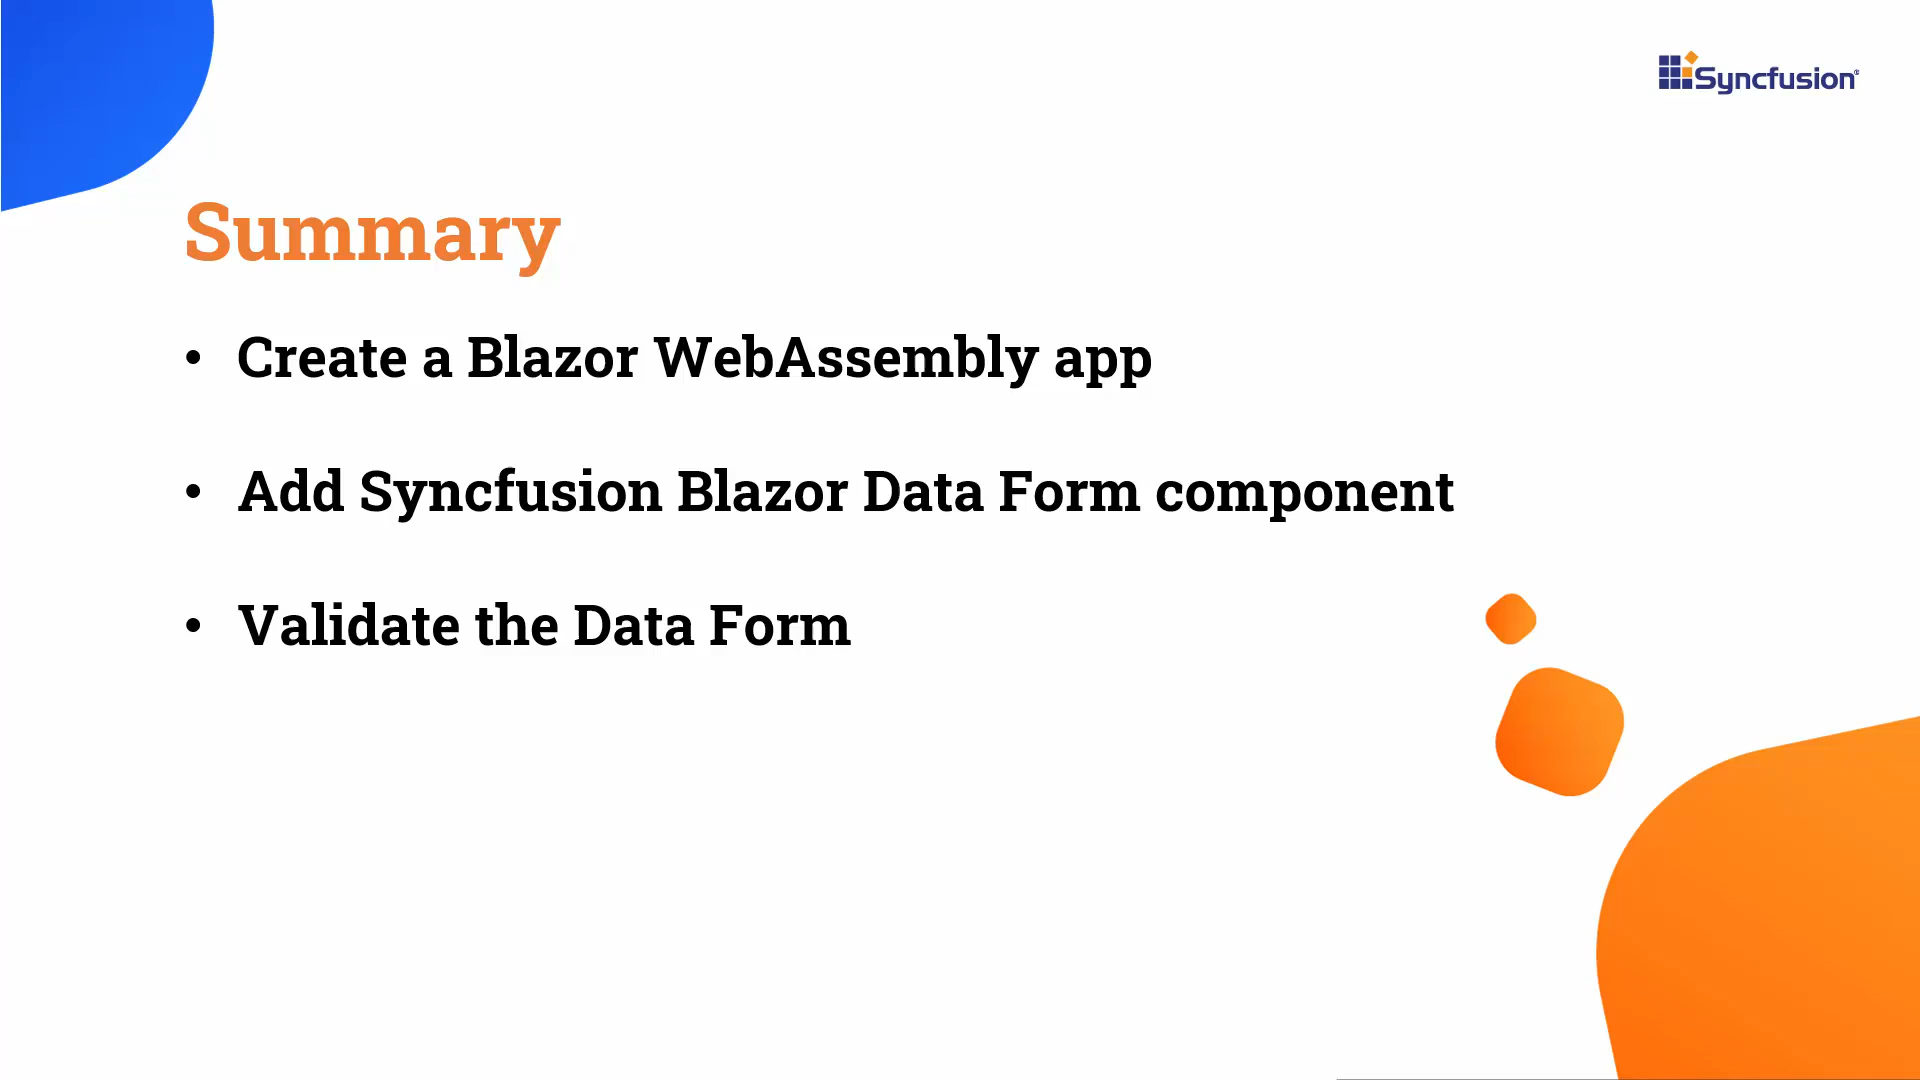 Syncfusion®
Summary
• Create a Blazor WebAssembly app
• Add Syncfusion Blazor Data Form component
• Validate the Data Form